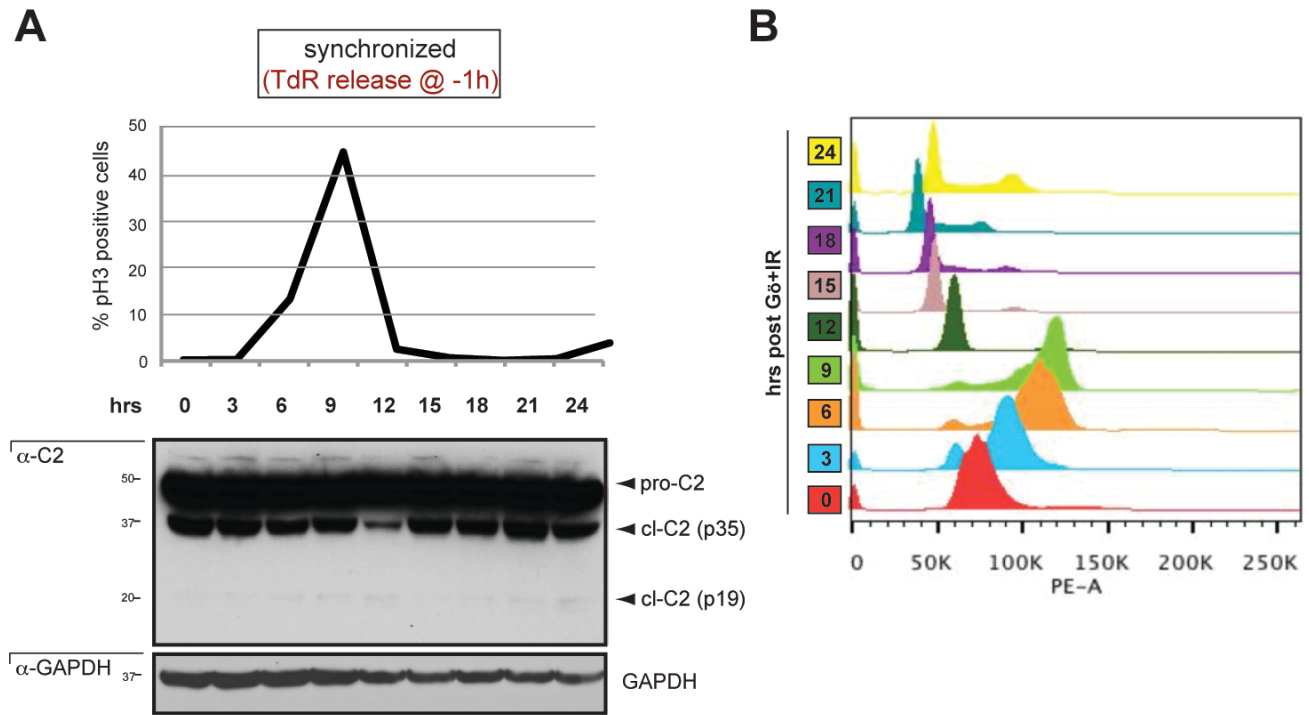 A
synchronized
(TdR release @ -1h)
% pH3 positive cells
50
40
30
20
10
0
hrs 0 3 6 9 12 15 18 21 24
α-C2
50-
37-
20-
pro-C2
cl-C2 (p35)
cl-C2 (p19)
α-GAPDH
37-
GAPDH
B
hrs post Gö+IR
24
21
18
15
12
9
6
3
0
0 50K 100K 150K 200K 250K
PE-A